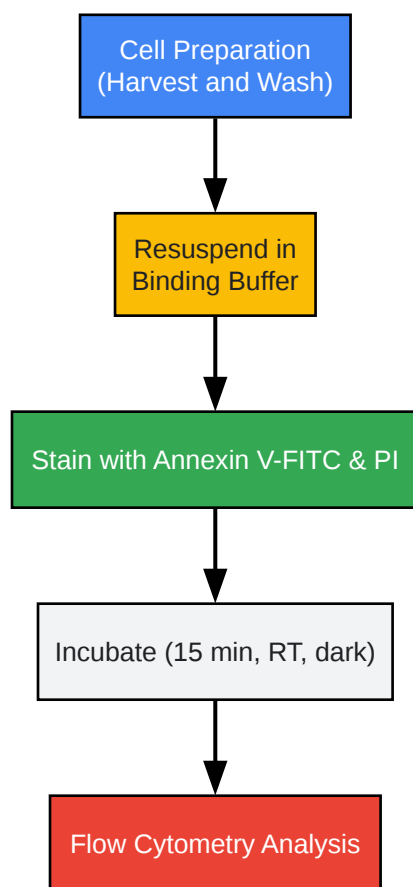 Cell Preparation
(Harvest and Wash)
Resuspend in
Binding Buffer
Stain with Annexin V-FITC & PI
Incubate (15 min, RT, dark)
Flow Cytometry Analysis